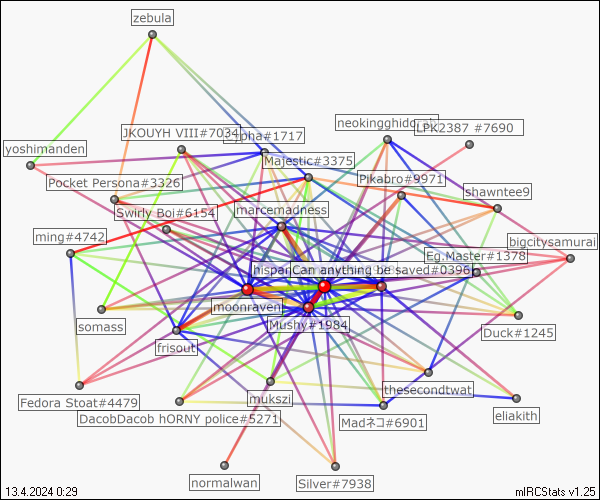 zebula
neokingghido
LPK2387 #7690
JKOUYH VIII#7034
pna#1717
yoshimanden
Majestic#3375
Pikabro#9971
Pocket Persona#3326
shawntee9
Swirly Boi#6154
marcemadness
ming#4742
bigcitysamurai
Eg.Master#1378
hispan
Can anything be saved#0396
moonraven
somass
Mushy#1984
Duck#1245
frisout
thesecondtwat
Fedora Stoat#4479
mukszi
eliakith
DacobDacob hORNY police#5271
Madネコ#6901
normalwan
Silver#7938
13.4.2024 0:29
mIRCStats v1.25